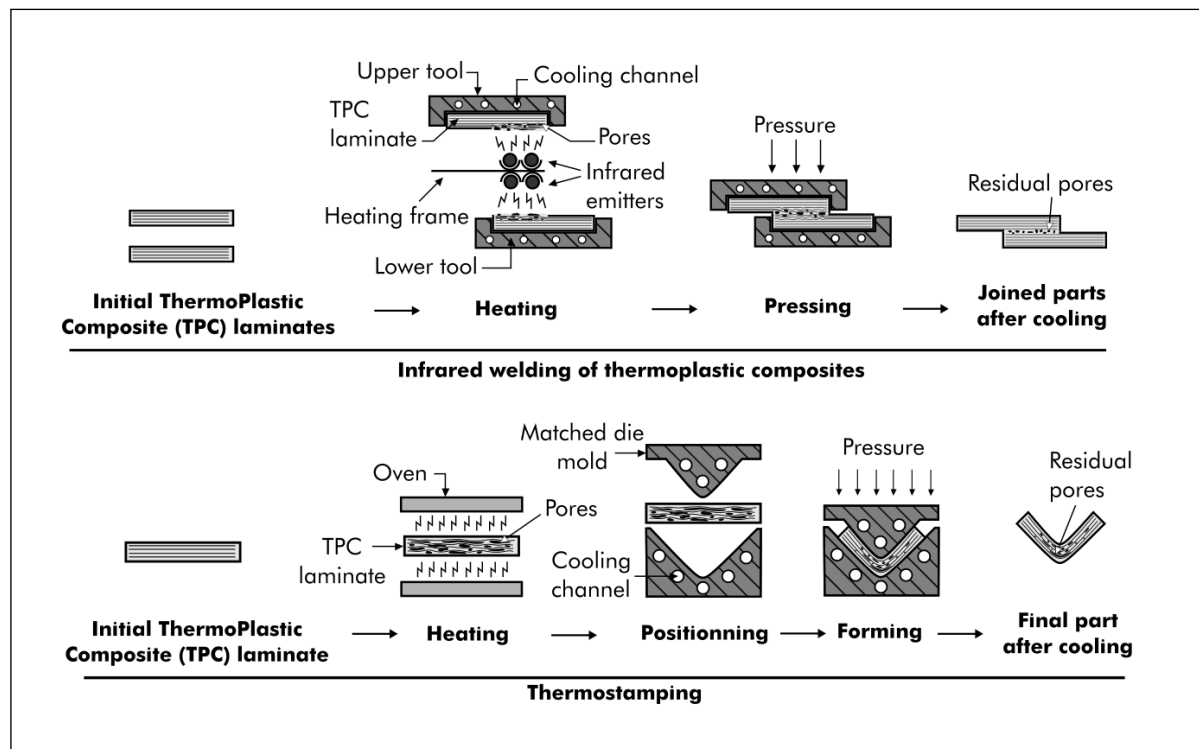 Upper tool
Cooling channel
TPC
laminate
Pores
Pressure
Infrared
emitters
Heating frame
Residual pores
Lower tool
Initial ThermoPlastic
Composite (TPC) laminates
Heating
Pressing
Joined parts
after cooling
Infrared welding of thermoplastic composites
Matched die
mold
Pressure
Oven
Residual
pores
Pores
TPC
laminate
Cooling
channel
Initial ThermoPlastic
Composite (TPC) laminate
Heating
Positionning
Forming
Final part
after cooling
Thermostamping